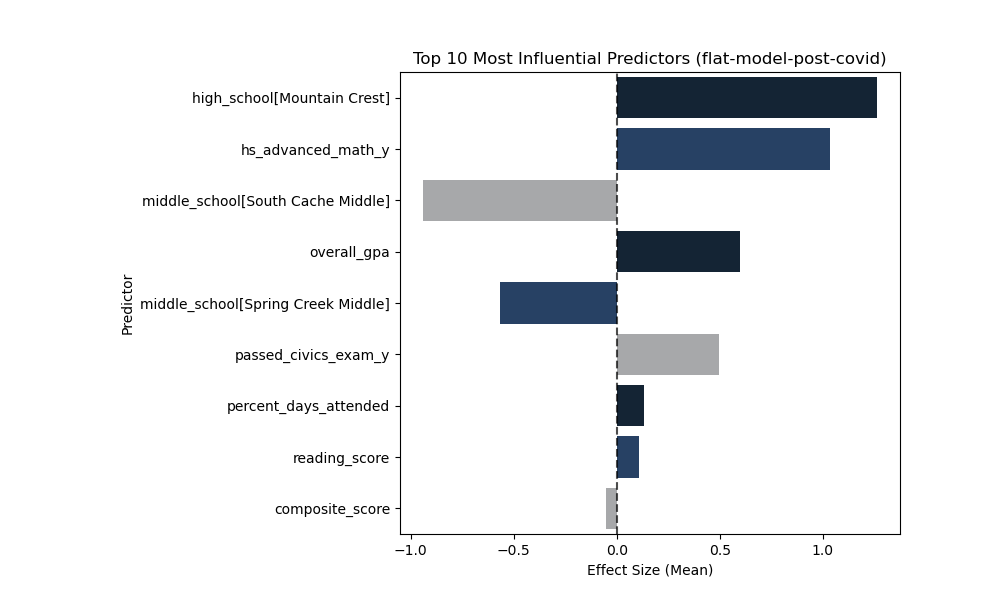 Top 10 Most Influential Predictors (flat-model-post-covid)
Predictor
high_school[Mountain Crest]
hs_advanced_math_y
middle_school[South Cache Middle]
overall_gpa
middle_school[Spring Creek Middle]
passed_civics_exam_y
percent_days_attended
reading_score
composite_score
−1.0 −0.5 0.0 0.5 1.0
Effect Size (Mean)